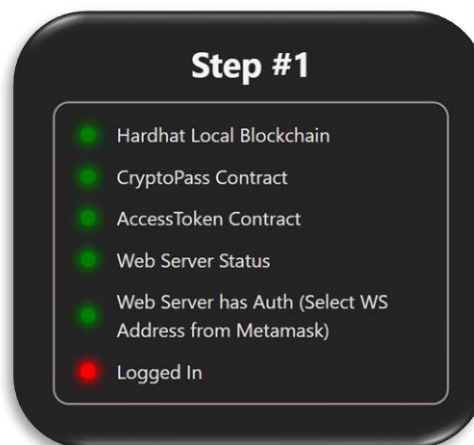 Step #1
Hardhat Local Blockchain
CryptoPass Contract
AccessToken Contract
Web Server Status
Web Server has Auth (Select WS
Address from Metamask)
Logged In